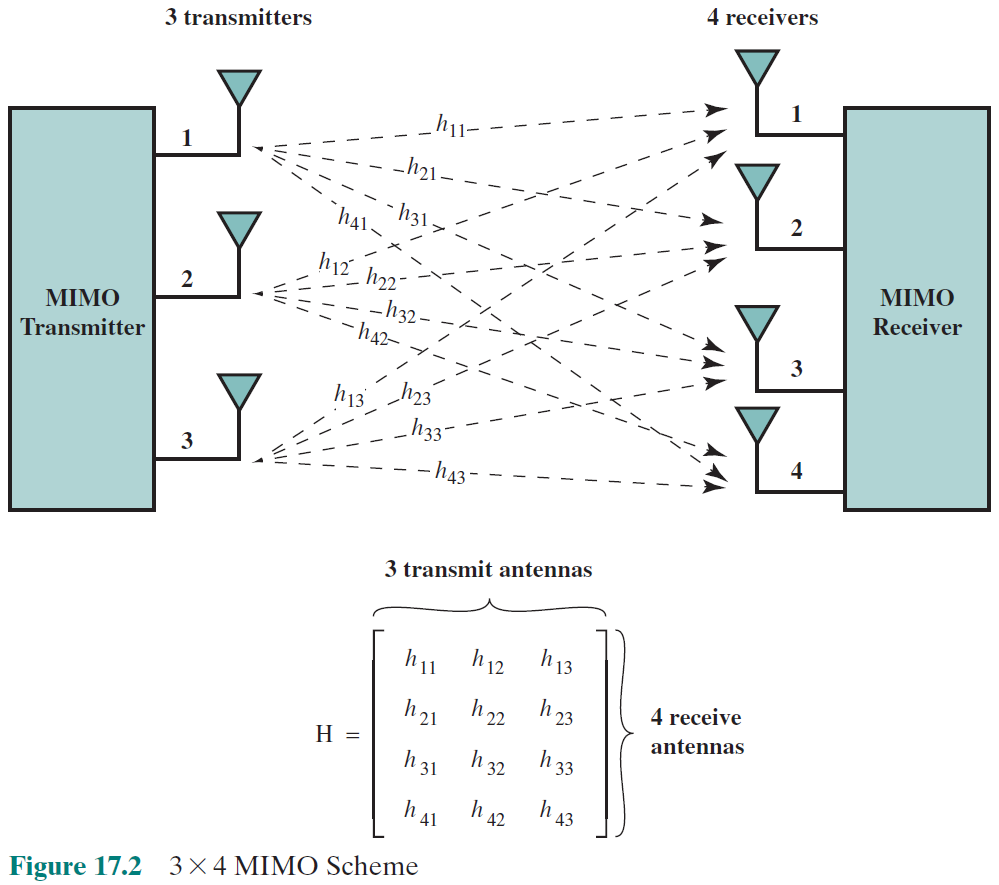 3 transmitters
4 receivers
1
2
3
MIMO
Transmitter
h11
h21
h31
h41
h12
h22
h32
h42
h13
h23
h33
h43
1
2
3
4
MIMO
Receiver
3 transmit antennas
H =
h11 h12 h13
h21 h22 h23
h31 h32 h33
h41 h42 h43
4 receive
antennas
Figure 17.2 3 × 4 MIMO Scheme